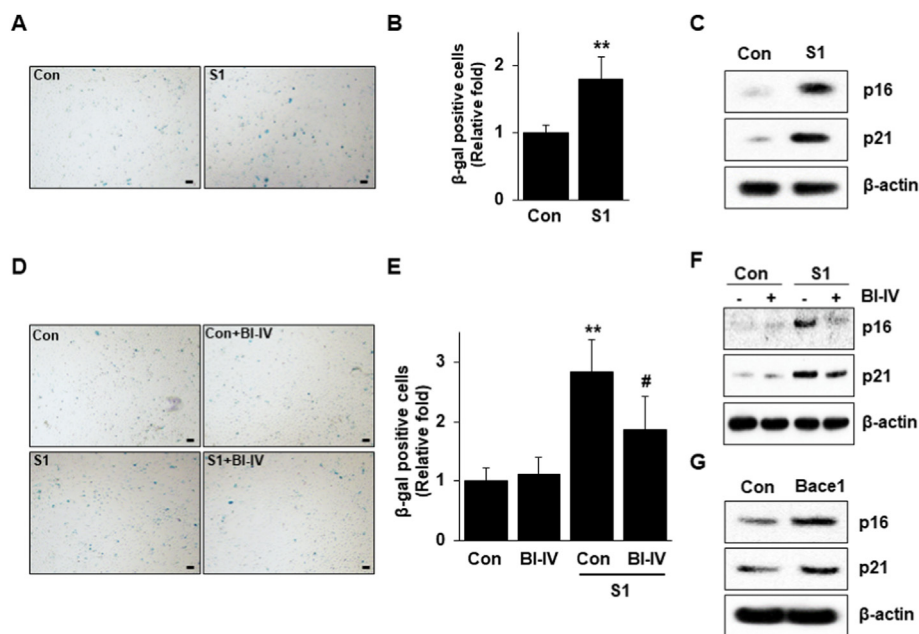 A
Con
S1
B
β-gal positive cells
(Relative fold)
2
1
0
**
Con
S1
C
Con S1
p16
p21
β-actin
D
Con
Con+BI-IV
S1
S1+BI-IV
E
β-gal positive cells
(Relative fold)
3
2
1
0
**
#
Con BI-IV Con BI-IV
S1
F
Con S1
- + - + BI-IV
p16
p21
β-actin
G
Con Bace1
p16
p21
β-actin